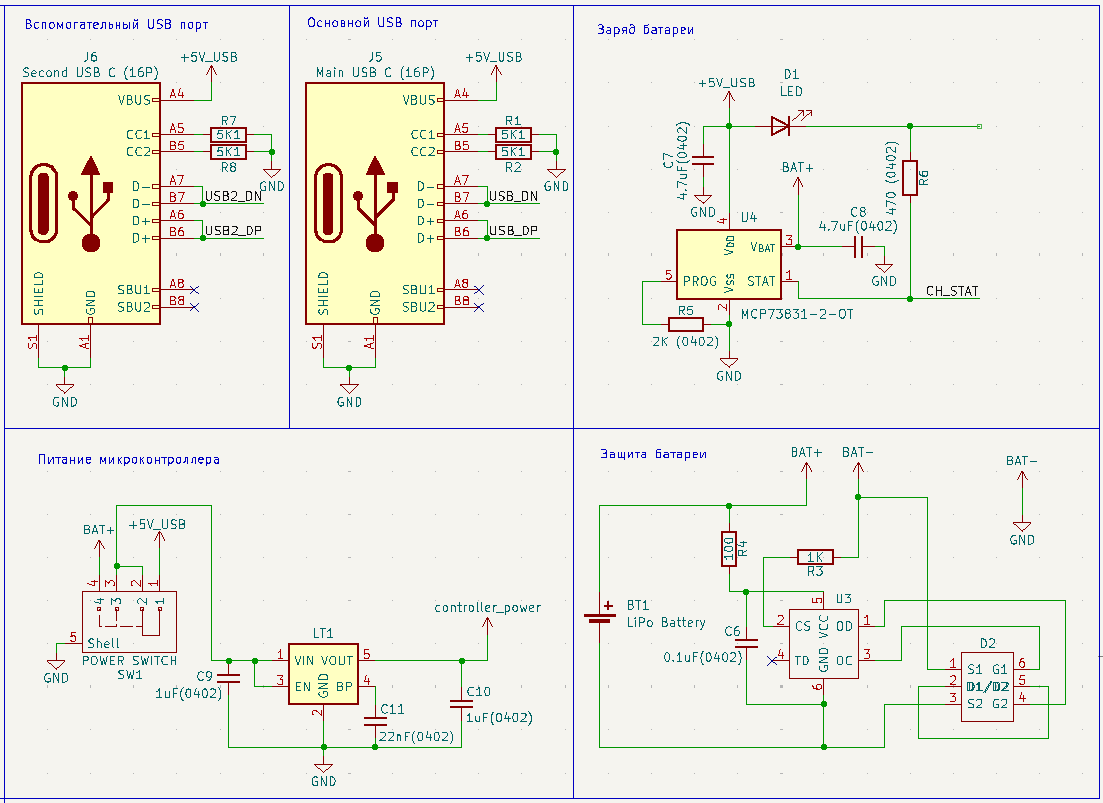 Вспомогательный USB порт
J6
Second USB C (16P)
+5V_USB
VBUS
A4
CC1
A5
R7
5K1
CC2
B5
5K1
R8
GND
D-
A7
D-
B7
USB2_DN
D+
A6
D+
B6
USB2_DP
SBU1
A8
SBU2
B8
SHIELD
GND
S1
A1
GND
Основной USB порт
J5
Main USB C (16P)
+5V_USB
VBUS
A4
CC1
A5
R1
5K1
CC2
B5
5K1
R2
GND
D-
A7
D-
B7
USB_DN
D+
A6
D+
B6
USB_DP
SBU1
A8
SBU2
B8
SHIELD
GND
S1
A1
GND
Заряд батареи
+5V_USB
D1
LED
C7
4.7uF(0402)
GND
BAT+
470 (0402)
R6
C8
4.7uF(0402)
GND
U4
4
VDD
VBAT
3
5
PROG
VSS
STAT
1
2
MCP73831-2-OT
CH_STAT
R5
2K (0402)
GND
Питание микроконтроллера
BAT+
+5V_USB
4
3
2
1
4
3
2
1
5
Shell
GND
POWER SWITCH
SW1
C9
1uF(0402)
LT1
1
VIN
VOUT
5
3
EN
GND
BP
4
2
C11
22nF(0402)
controller_power
C10
1uF(0402)
GND
Защита батареи
BAT+
BAT-
BAT-
GND
100
R4
1K
R3
BT1
LiPo Battery
C6
0.1uF(0402)
U3
5
2
CS
VCC
OD
1
4
TD
GND
OC
3
6
D2
1
S1
G1
6
2
D1/D2
5
3
S2
G2
4